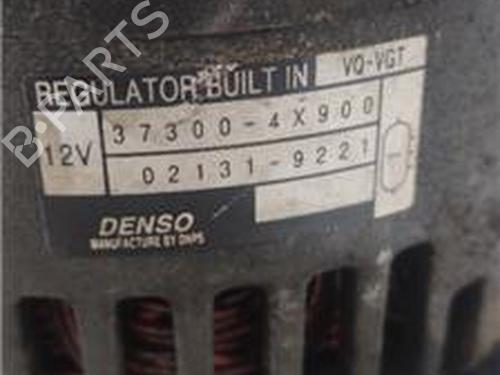 REGULATOR BUILT IN VQ-VGT
12V
37300-4X900
02131-9221
DENSO
MANUFACTURE BY DNPS
B-PARTS